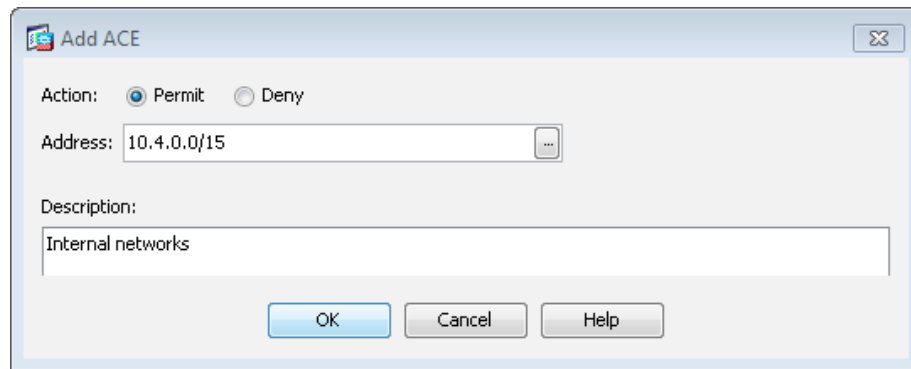 Add ACE
Action: Permit Deny
Address: 10.4.0.0/15 ...
Description:
Internal networks
OK Cancel Help